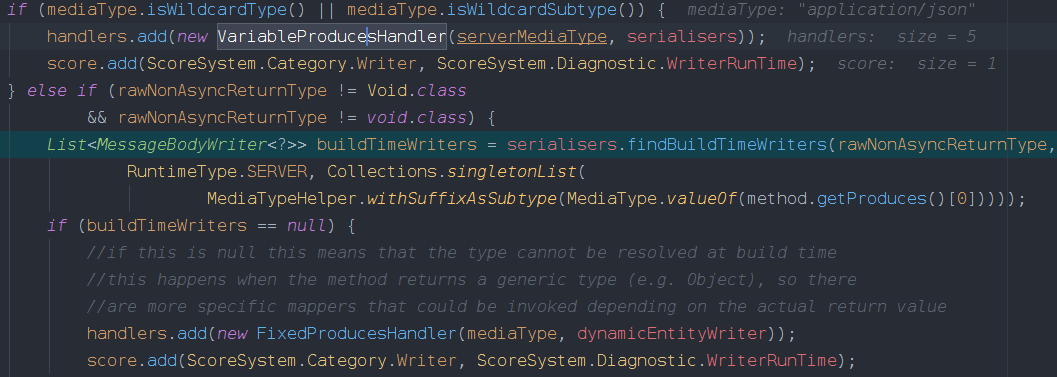 if (mediaType.isWildcardType() || mediaType.isWildcardSubtype()) {  mediaType: "application/json"
handlers.add(new VariableProducesHandler(serverMediaType, serialisers));  handlers:  size = 5
score.add(ScoreSystem.Category.Writer, ScoreSystem.Diagnostic.WriterRunTime);  score:  size = 1
} else if (rawNonAsyncReturnType != Void.class
&& rawNonAsyncReturnType != void.class) {
List<MessageBodyWriter<?>> buildTimeWriters = serialisers.findBuildTimeWriters(rawNonAsyncReturnType,
RuntimeType.SERVER, Collections.singletonList(
MediaTypeHelper.withSuffixAsSubtype(MediaType.valueOf(method.getProduces()[0]))));
if (buildTimeWriters == null) {
//if this is null this means that the type cannot be resolved at build time
//this happens when the method returns a generic type (e.g. Object), so there
//are more specific mappers that could be invoked depending on the actual return value
handlers.add(new FixedProducesHandler(mediaType, dynamicEntityWriter));
score.add(ScoreSystem.Category.Writer, ScoreSystem.Diagnostic.WriterRunTime);